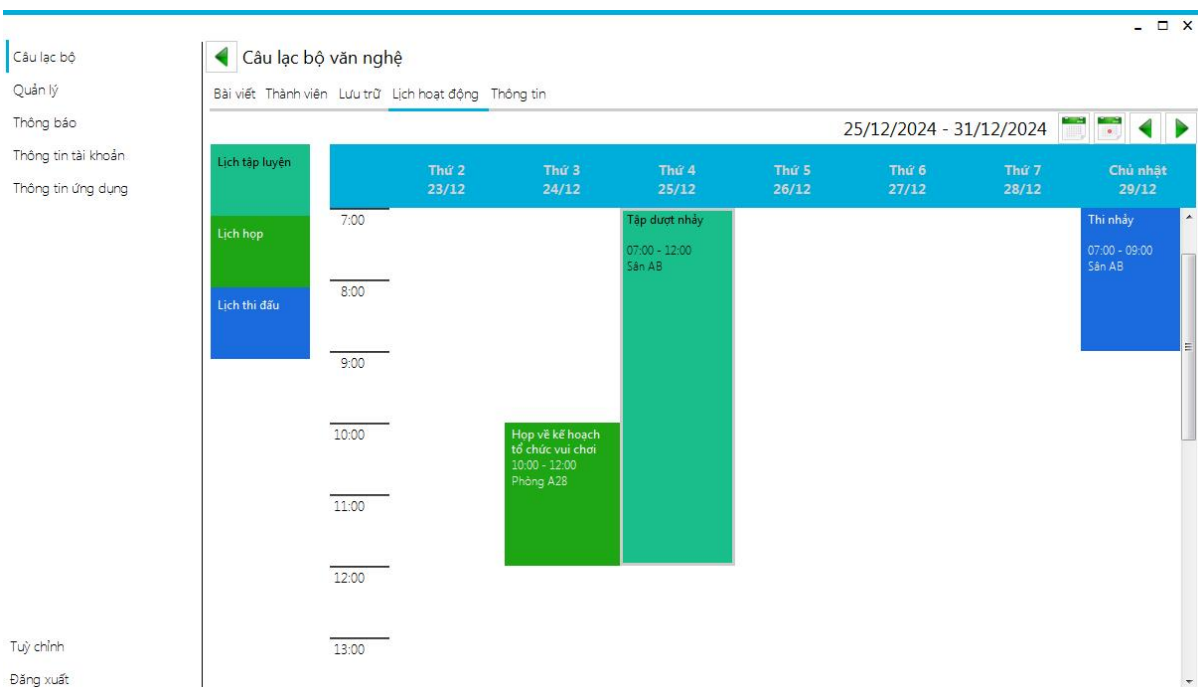 Câu lạc bộ
Quản lý
Thông báo
Thông tin tài khoản
Thông tin ứng dụng
Tuỳ chỉnh
Đăng xuất
Câu lạc bộ văn nghệ
Bài viết Thành viên Lưu trữ Lịch hoạt động Thông tin
25/12/2024 - 31/12/2024
Lịch tập luyện
Lịch họp
Lịch thi đấu
Thứ 2 Thứ 3 Thứ 4 Thứ 5 Thứ 6 Thứ 7 Chủ nhật
23/12 24/12 25/12 26/12 27/12 28/12 29/12
7:00
8:00
9:00
10:00
11:00
12:00
13:00
Họp về kế hoạch
tổ chức vui chơi
10:00 - 12:00
Phòng A28
Tập dượt nhảy
07:00 - 12:00
Sân AB
Thi nhảy
07:00 - 09:00
Sân AB